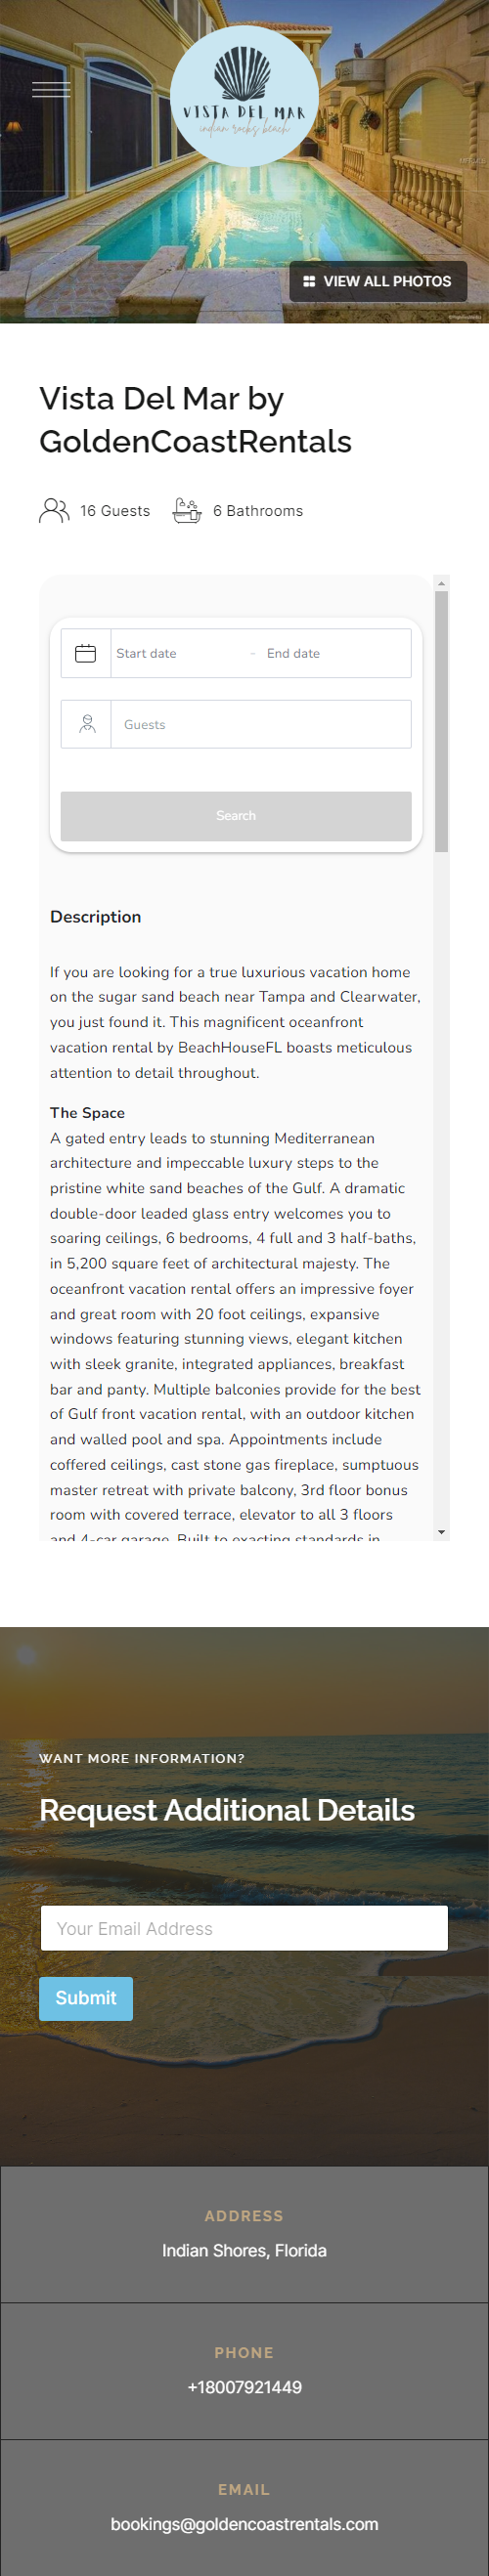 VISTA DEL MAR
indian rocks beach
VIEW ALL PHOTOS
Vista Del Mar by
GoldenCoastRentals
16 Guests 6 Bathrooms
Start date - End date
Guests
Search
Description
If you are looking for a true luxurious vacation home
on the sugar sand beach near Tampa and Clearwater,
you just found it. This magnificent oceanfront
vacation rental by BeachHouseFL boasts meticulous
attention to detail throughout.
The Space
A gated entry leads to stunning Mediterranean
architecture and impeccable luxury steps to the
pristine white sand beaches of the Gulf. A dramatic
double-door leaded glass entry welcomes you to
soaring ceilings, 6 bedrooms, 4 full and 3 half-baths,
in 5,200 square feet of architectural majesty. The
oceanfront vacation rental offers an impressive foyer
and great room with 20 foot ceilings, expansive
windows featuring stunning views, elegant kitchen
with sleek granite, integrated appliances, breakfast
bar and panty. Multiple balconies provide for the best
of Gulf front vacation rental, with an outdoor kitchen
and walled pool and spa. Appointments include
coffered ceilings, cast stone gas fireplace, sumptuous
master retreat with private balcony, 3rd floor bonus
room with covered terrace, elevator to all 3 floors
and 4-car garage. Built to exacting standards in
WANT MORE INFORMATION?
Request Additional Details
Your Email Address
Submit
ADDRESS
Indian Shores, Florida
PHONE
+18007921449
EMAIL
bookings@goldencoastrentals.com